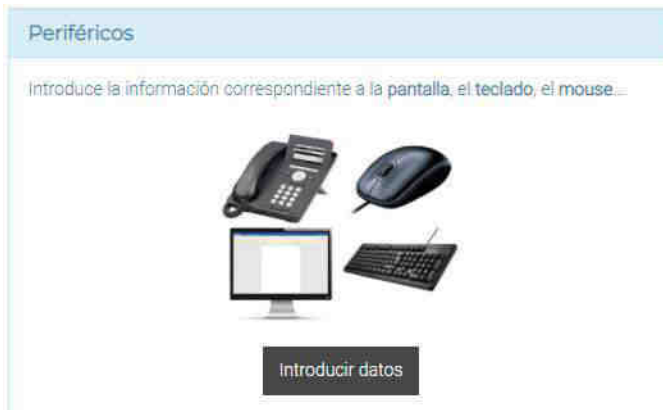 Periféricos
Introduce la información correspondiente a la pantalla, el teclado, el mouse...
Introducir datos